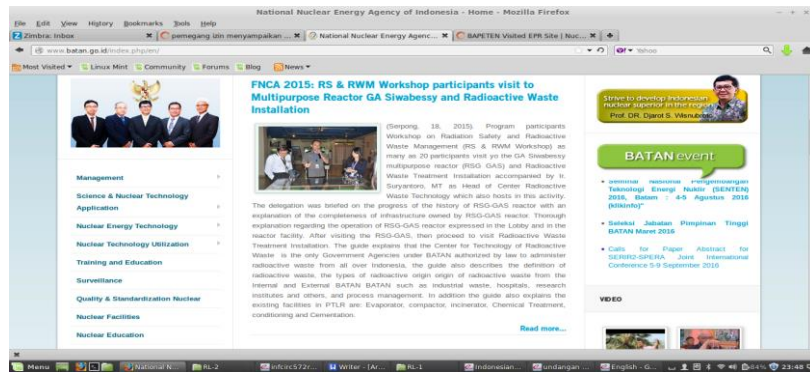 National Nuclear Energy Agency of Indonesia - Home - Mozilla Firefox
File Edit View History Bookmarks Tools Help
Zimbra: Inbox
pemegang izin menyampaikan ...
National Nuclear Energy Agenc...
BAPETEN Visited EPR Site | Nuc...
www.batan.go.id/index.php/en/
Yahoo
Most Visited Linux Mint Community Forums Blog News
Management
Science & Nuclear Technology
Application
Nuclear Energy Technology
Nuclear Technology Utilization
Training and Education
Surveillance
Quality & Standardization Nuclear
Nuclear Facilities
Nuclear Education
FNCA 2015: RS & RWM Workshop participants visit to
Multipurpose Reactor GA Siwabessy and Radioactive Waste
Installation
(Serpong, 18, 2015). Program participants
Workshop on Radiation Safety and Radioactive
Waste Management (RS & RWM Workshop) as
many as 20 participants visit yo the GA Siwabessy
multipurpose reactor (RSG GAS) and Radioactive
Waste Treatment Installation accompanied by Ir.
Suryantoro, MT as Head of Center Radioactive
Waste Technology which also hosts in this activity.
The delegation was briefed on the progress of the history of RSG-GAS reactor with an
explanation of the completeness of infrastructure owned by RSG-GAS reactor. Thorough
explanation regarding the operation of RSG-GAS reactor expressed in the Lobby and in the
reactor facility. After visiting the RSG-GAS, then proceed to visit Radioactive Waste
Treatment Installation. The guide explains that the Center for Technology of Radioactive
Waste is the only Government Agencies under BATAN authorized by law to administer
radioactive waste from all over Indonesia, the guide also describes the definition of
radioactive waste, the types of radioactive origin origin of radioactive waste from the
Internal and External BATAN BATAN such as industrial waste, hospitals, research
institutes and others, and process management. In addition the guide also explains the
existing facilities in PTLR are: Evaporator, compactor, incinerator, Chemical Treatment,
conditioning and Cementation.
Read more...
Strive to develop Indonesian
nuclear superior in the region
Prof. DR. Djarot S. Wisnubroto
BATAN event
Seminar Nasional Pengembangan
Teknologi Energi Nuklir (SENTEN)
2016, Batam : 4-5 Agustus 2016
(klikinfo)"
Seleksi Jabatan Pimpinan Tinggi
BATAN Maret 2016
Calls for Paper Abstract for
SERIR2-SPERA Joint International
Conference 5-9 September 2016
VIDEO
Menu
National N...
RL-2
infcirc572r...
Writer - [Ar...
RL-1
Indonesian...
undangan ...
English - G...
84%
23:48